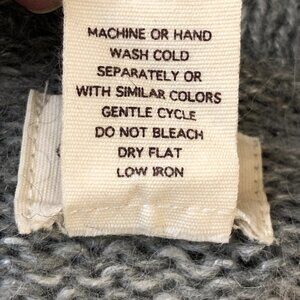 MACHINE OR HAND
WASH COLD
SEPARATELY OR
WITH SIMILAR COLORS
GENTLE CYCLE
DO NOT BLEACH
DRY FLAT
LOW IRON